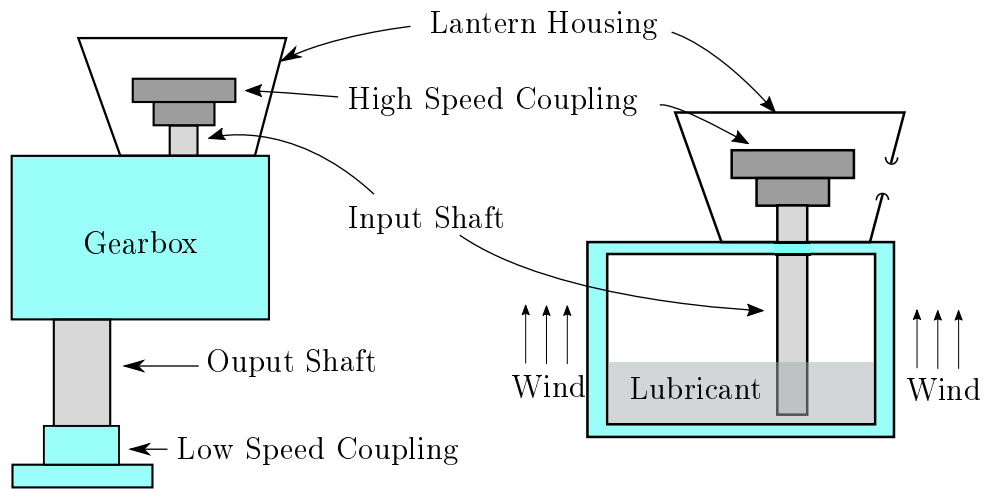 Lantern Housing
High Speed Coupling
Input Shaft
Gearbox
Ouput Shaft
Low Speed Coupling
Wind
Lubricant
Wind